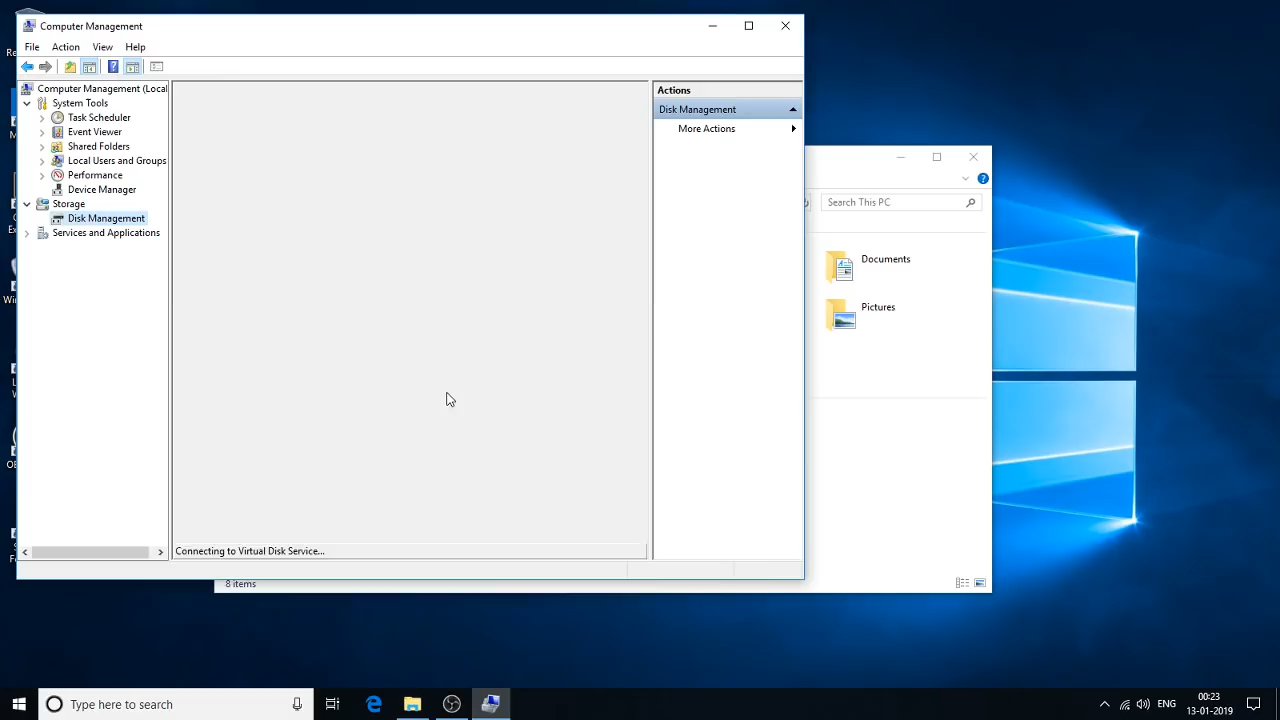 Computer Management
File Action View Help
Computer Management (Local
System Tools
Task Scheduler
Event Viewer
Shared Folders
Local Users and Groups
Performance
Device Manager
Storage
Disk Management
Services and Applications
Connecting to Virtual Disk Service...
Actions
Disk Management
More Actions
Search This PC
Documents
Pictures
8 items
Type here to search
ENG
00:23
13-01-2019